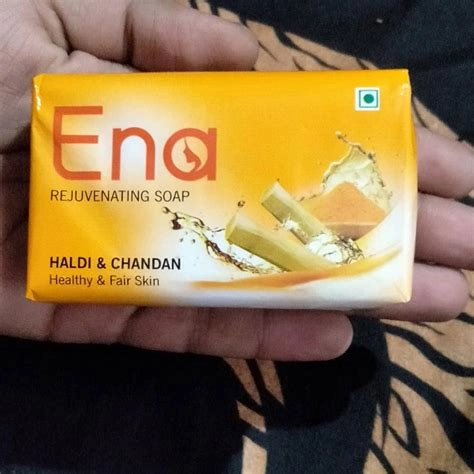 Ena
REJUVENATING SOAP
HALDI & CHANDAN
Healthy & Fair Skin